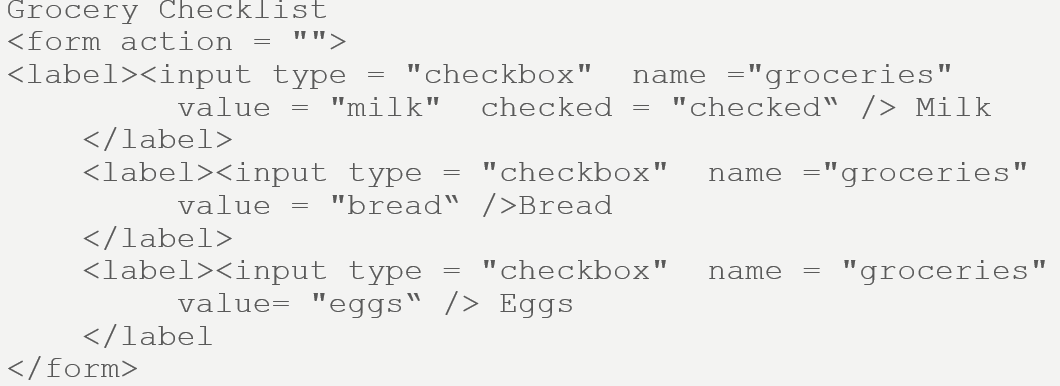 Grocery Checklist
<form action = "">
<label><input type = "checkbox"  name ="groceries"
value = "milk"  checked = "checked‟ /> Milk
</label>
<label><input type = "checkbox"  name ="groceries"
value = "bread‟ />Bread
</label>
<label><input type = "checkbox"  name = "groceries"
value= "eggs‟ /> Eggs
</label
</form>